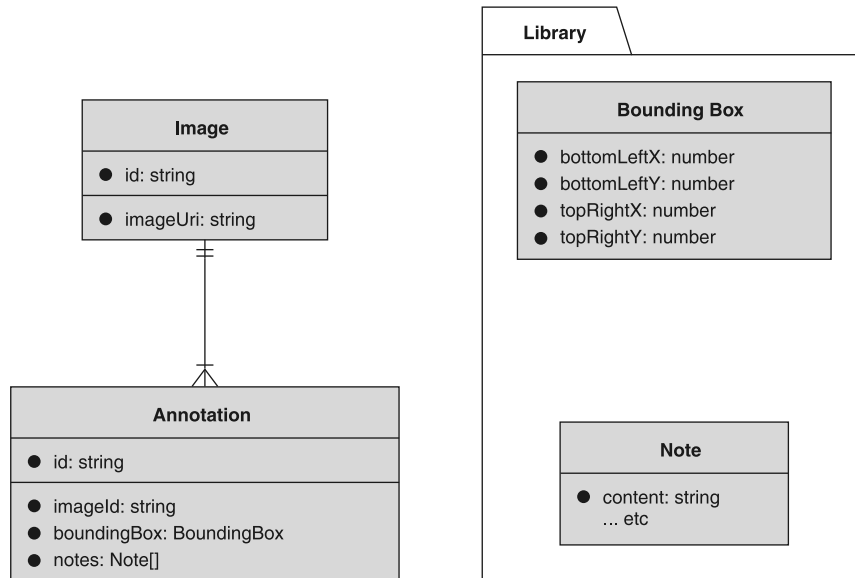 Image
id: string
imageUri: string
Annotation
id: string
imageId: string
boundingBox: BoundingBox
notes: Note[]
Library
Bounding Box
bottomLeftX: number
bottomLeftY: number
topRightX: number
topRightY: number
Note
content: string
... etc